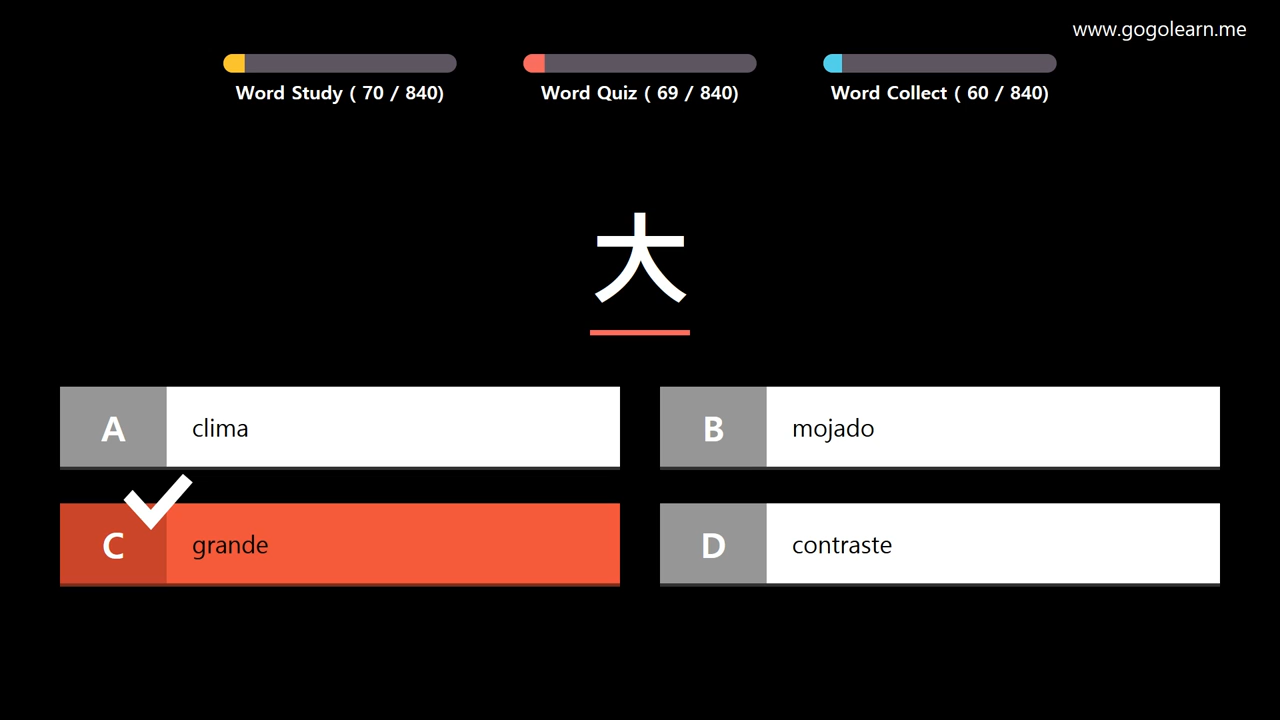 www.gogolearn.me
Word Study ( 70 / 840)
Word Quiz ( 69 / 840)
Word Collect ( 60 / 840)
大
A clima
B mojado
C grande
D contraste